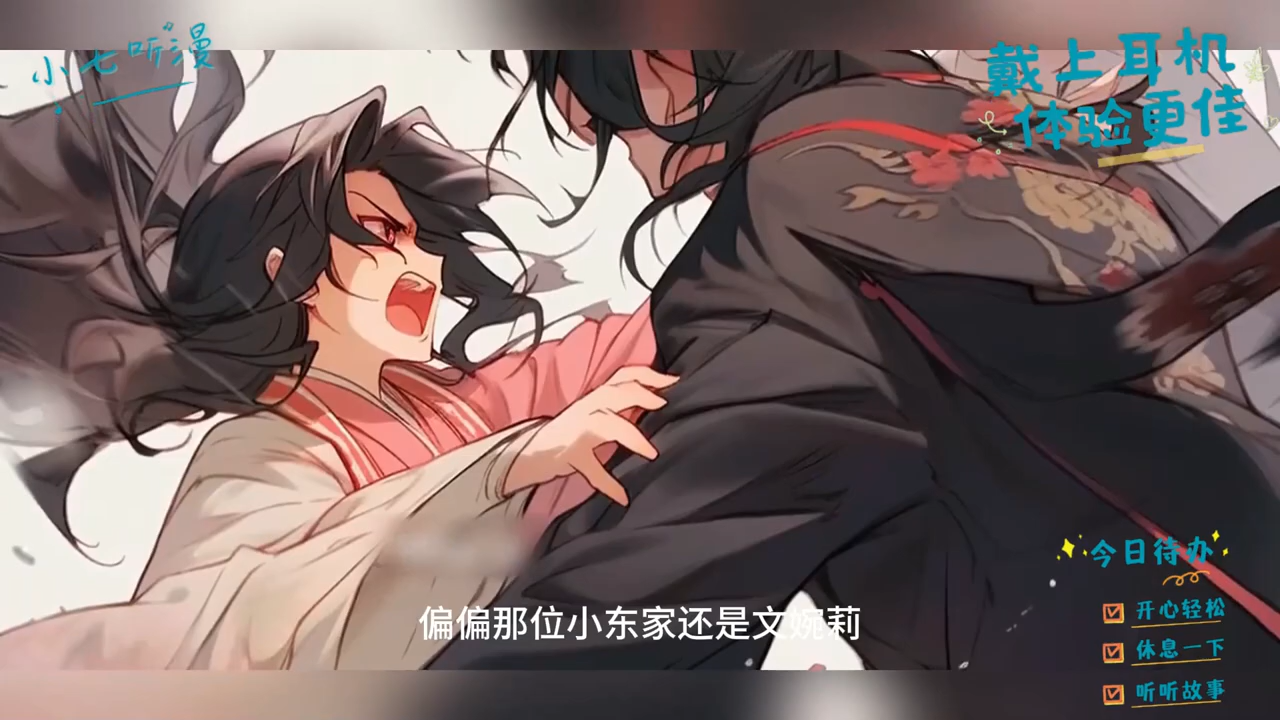 小七听漫
戴上耳机
体验更佳
今日待办
开心轻松
休息一下
听听故事
偏偏那位小东家还是文婉莉